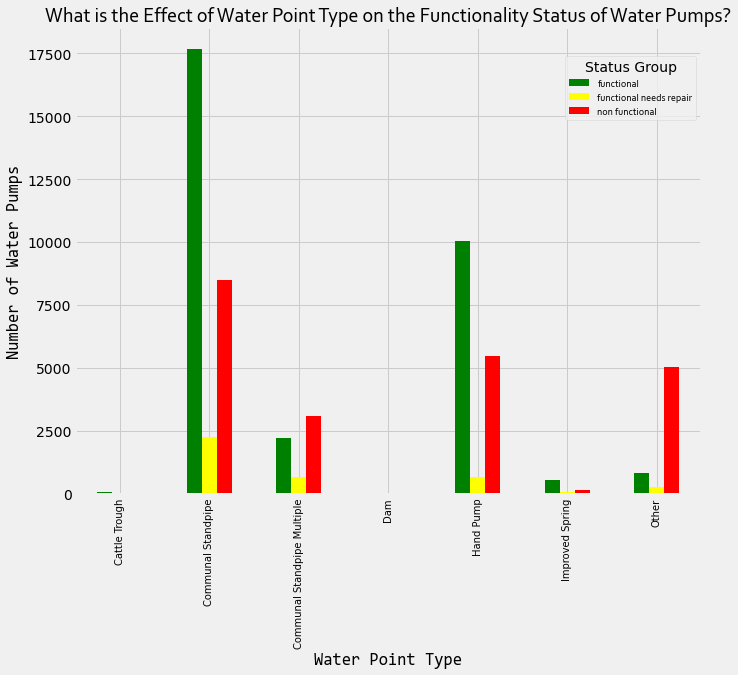 What is the Effect of Water Point Type on the Functionality Status of Water Pumps?
Status Group
functional
functional needs repair
non functional
Number of Water Pumps
17500
15000
12500
10000
7500
5000
2500
0
Cattle Trough
Communal Standpipe
Communal Standpipe Multiple
Dam
Hand Pump
Improved Spring
Other
Water Point Type